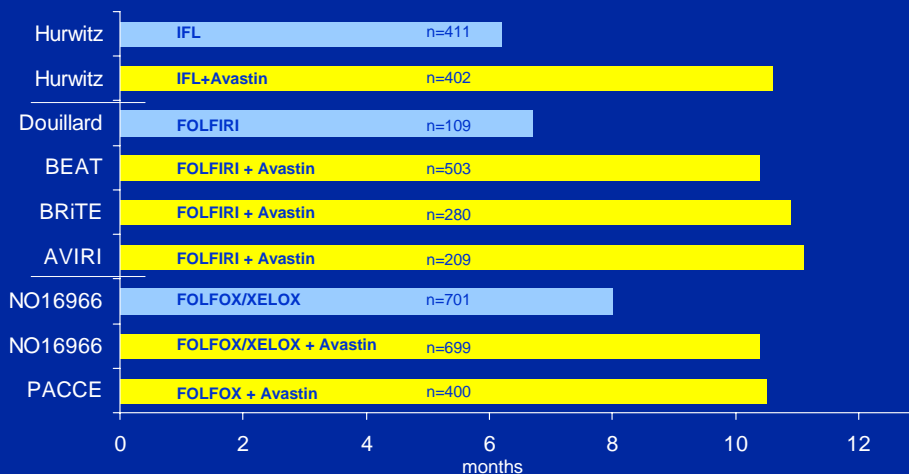 Hurwitz IFL n=411
Hurwitz IFL+Avastin n=402
Douillard FOLFIRI n=109
BEAT FOLFIRI + Avastin n=503
BRiTE FOLFIRI + Avastin n=280
AVIRI FOLFIRI + Avastin n=209
NO16966 FOLFOX/XELOX n=701
NO16966 FOLFOX/XELOX + Avastin n=699
PACCE FOLFOX + Avastin n=400
0 2 4 6 8 10 12
months